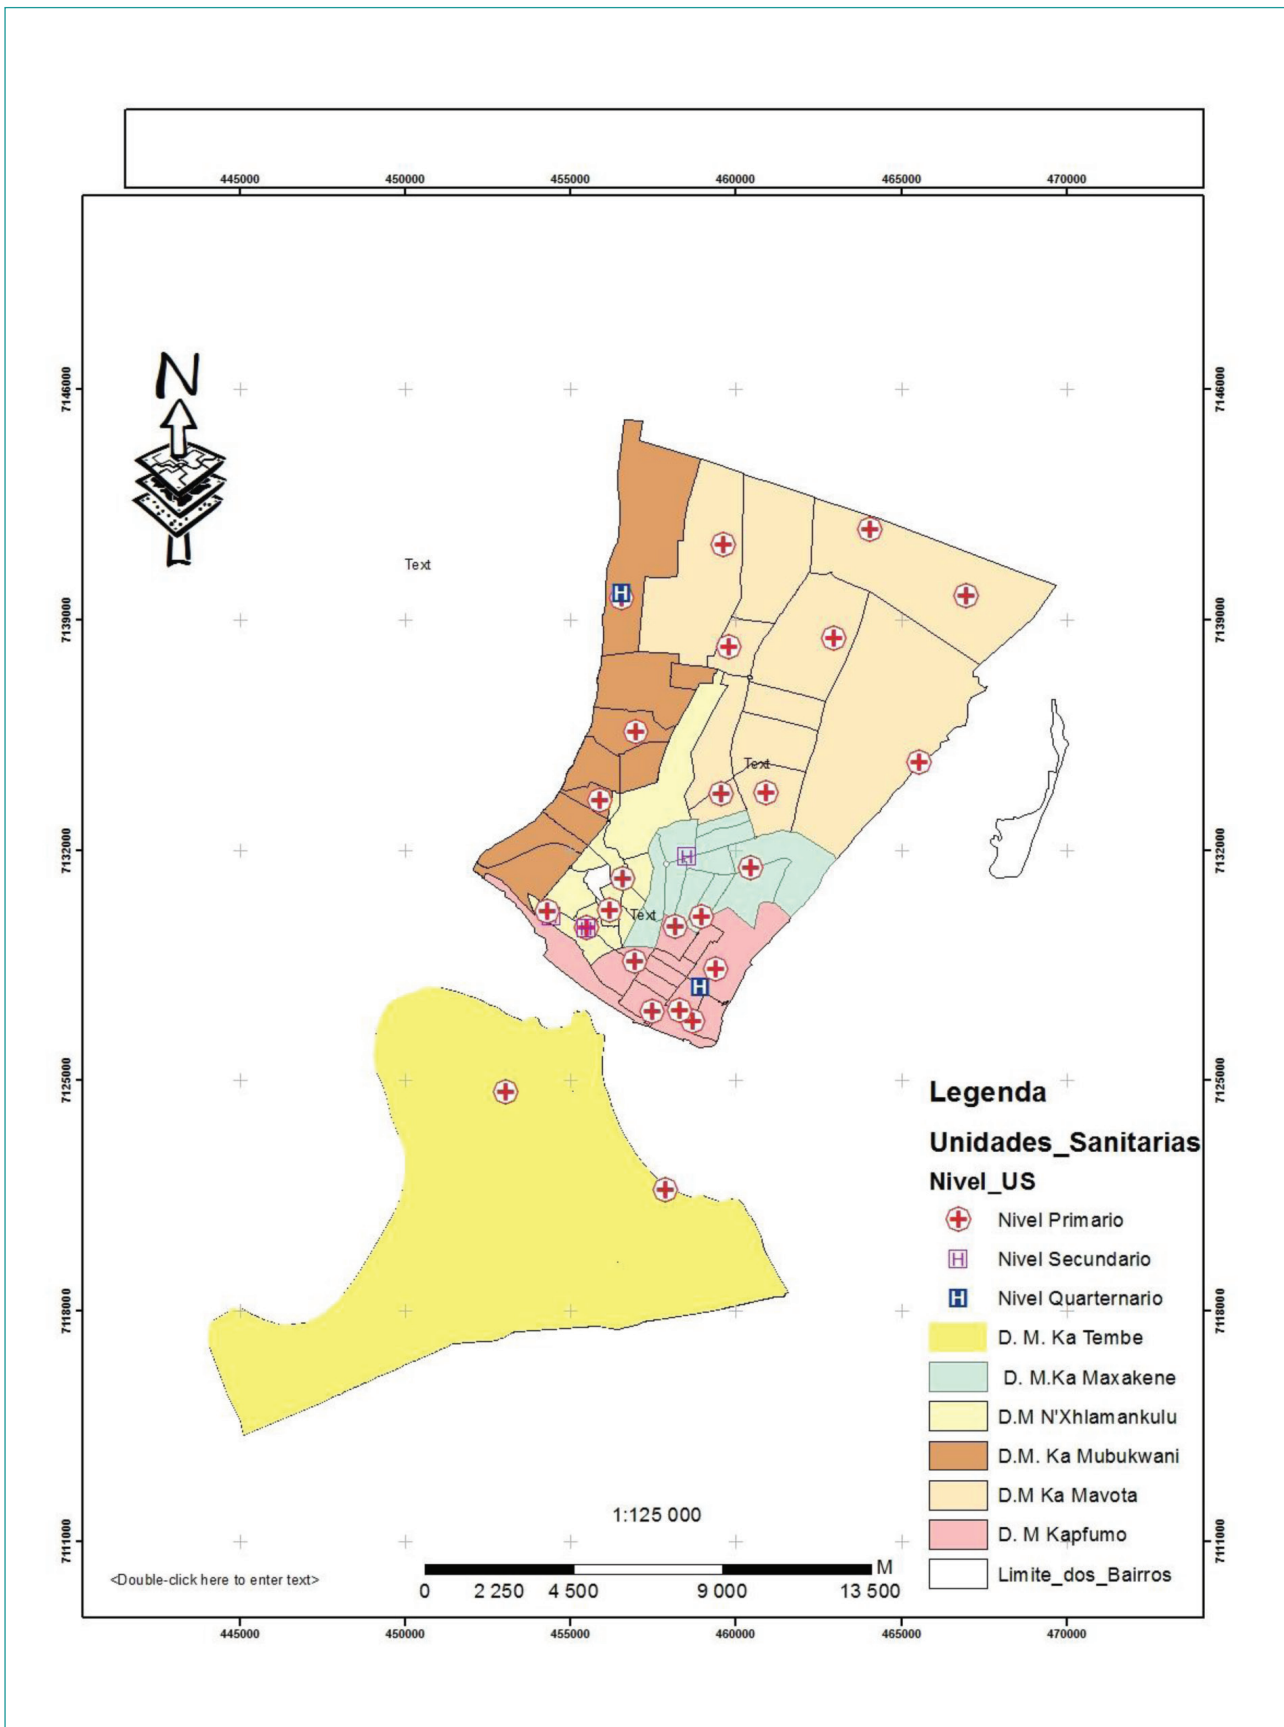 445000 450000 455000 460000 465000 470000
7146000 7146000
N
Text
7139000 7139000
Text
7132000 7132000
Text
7125000 7125000
Legenda
Unidades_Sanitarias
Nivel_US
Nivel Primario
H Nivel Secundario
H Nivel Quarternario
7118000 7118000
D. M. Ka Tembe
D. M.Ka Maxakene
D.M N'Xhlamankulu
D.M. Ka Mubukwani
D.M Ka Mavota
D. M Kapfumo
Limite_dos_Bairros
7111000 7111000
1:125 000
<Double-click here to enter text>
M
0 2 250 4 500 9 000 13 500
445000 450000 455000 460000 465000 470000